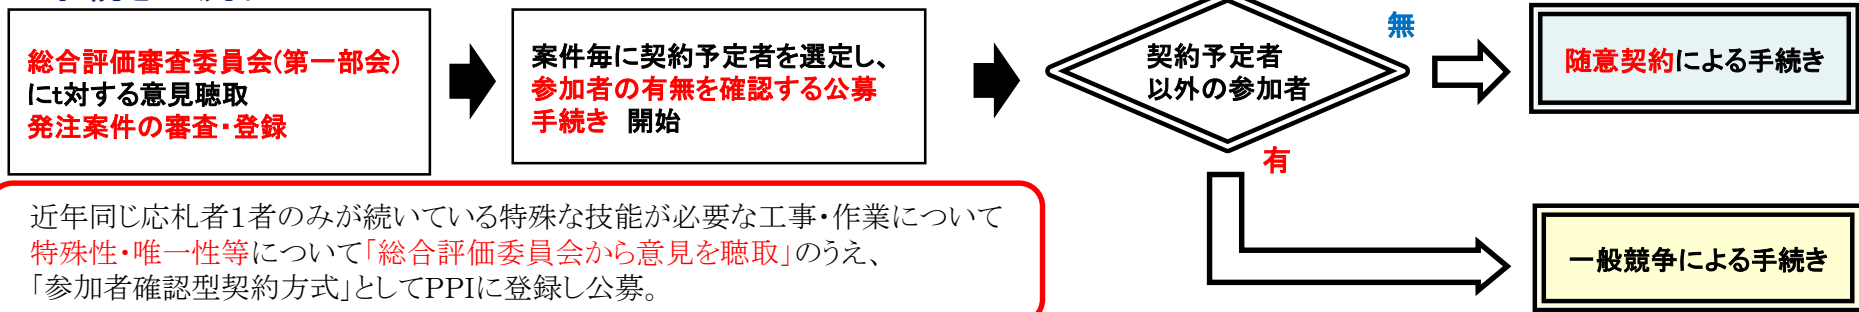 総合評価審査委員会(第一部会)
にt対する意見聴取
発注案件の審査・登録
案件毎に契約予定者を選定し、
参加者の有無を確認する公募
手続き　開始
契約予定者
以外の参加者
無
随意契約による手続き
有
一般競争による手続き
近年同じ応札者1者のみが続いている特殊な技能が必要な工事・作業について
特殊性・唯一性等について「総合評価委員会から意見を聴取」のうえ、
「参加者確認型契約方式」としてPPIに登録し公募。